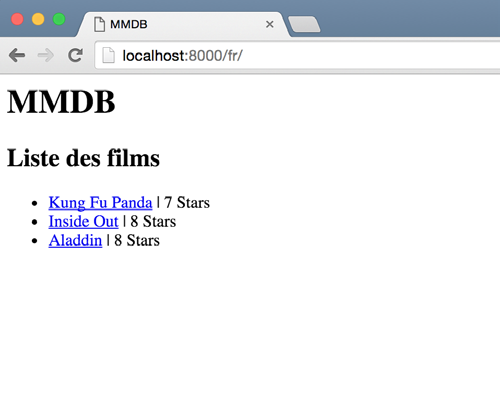 MMDB
localhost:8000/fr/
MMDB
Liste des films
Kung Fu Panda | 7 Stars
Inside Out | 8 Stars
Aladdin | 8 Stars